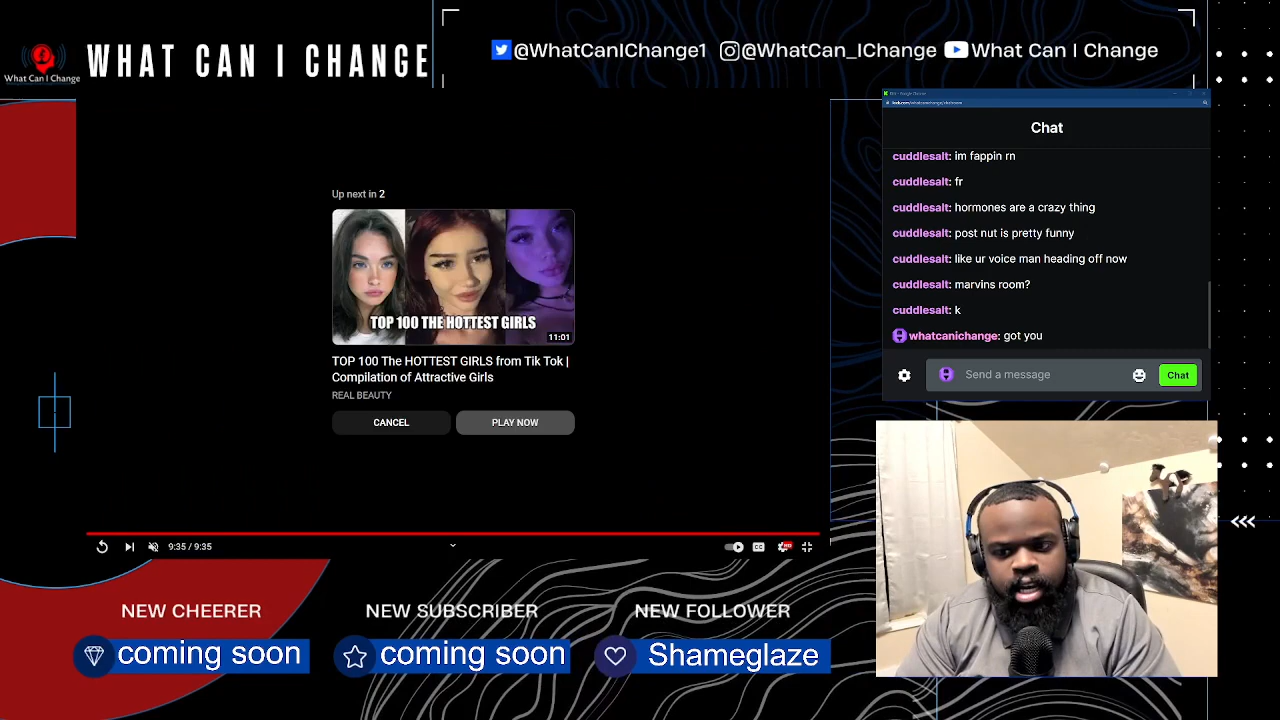 What Can I Change
WHAT CAN I CHANGE
@WhatCanIChange1
@WhatCan_IChange
What Can I Change
Up next in 2
TOP 100 THE HOTTEST GIRLS
11:01
TOP 100 The HOTTEST GIRLS from Tik Tok |
Compilation of Attractive Girls
REAL BEAUTY
CANCEL
PLAY NOW
9:35 / 9:35
CC
HD
Chat
cuddlesalt: im fappin rn
cuddlesalt: fr
cuddlesalt: hormones are a crazy thing
cuddlesalt: post nut is pretty funny
cuddlesalt: like ur voice man heading off now
cuddlesalt: marvins room?
cuddlesalt: k
whatcanichange: got you
Send a message
Chat
NEW CHEERER
coming soon
NEW SUBSCRIBER
coming soon
NEW FOLLOWER
Shameglaze